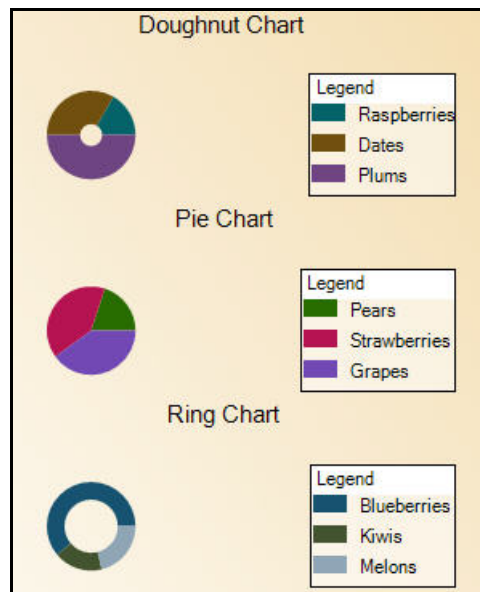 Doughnut Chart
Legend
Raspberries
Dates
Plums
Pie Chart
Legend
Pears
Strawberries
Grapes
Ring Chart
Legend
Blueberries
Kiwis
Melons